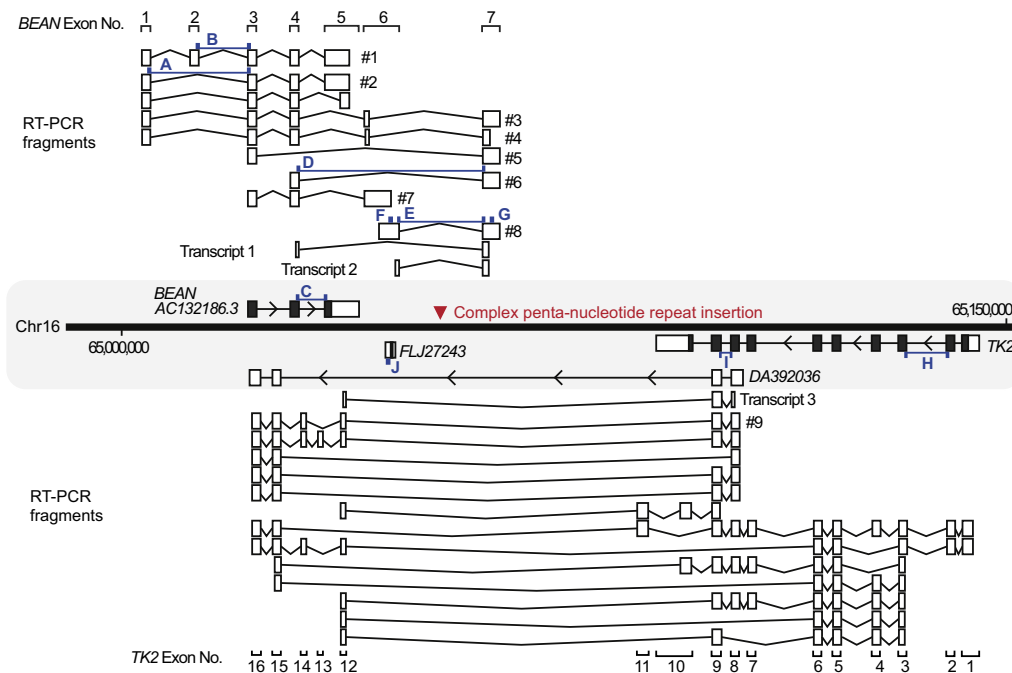 BEAN Exon No. 1 2 3 4 5 6 7
B
#1
A
#2
RT-PCR
fragments
#3
#4
#5
D
#6
#7
F E G
#8
Transcript 1
Transcript 2
BEAN
AC132186.3
C
Complex penta-nucleotide repeat insertion
65,150,000
Chr16
65,000,000
TK2
FLJ27243
J
I
H
DA392036
Transcript 3
#9
RT-PCR
fragments
TK2 Exon No. 16 15 14 13 12 11 10 9 8 7 6 5 4 3 2 1